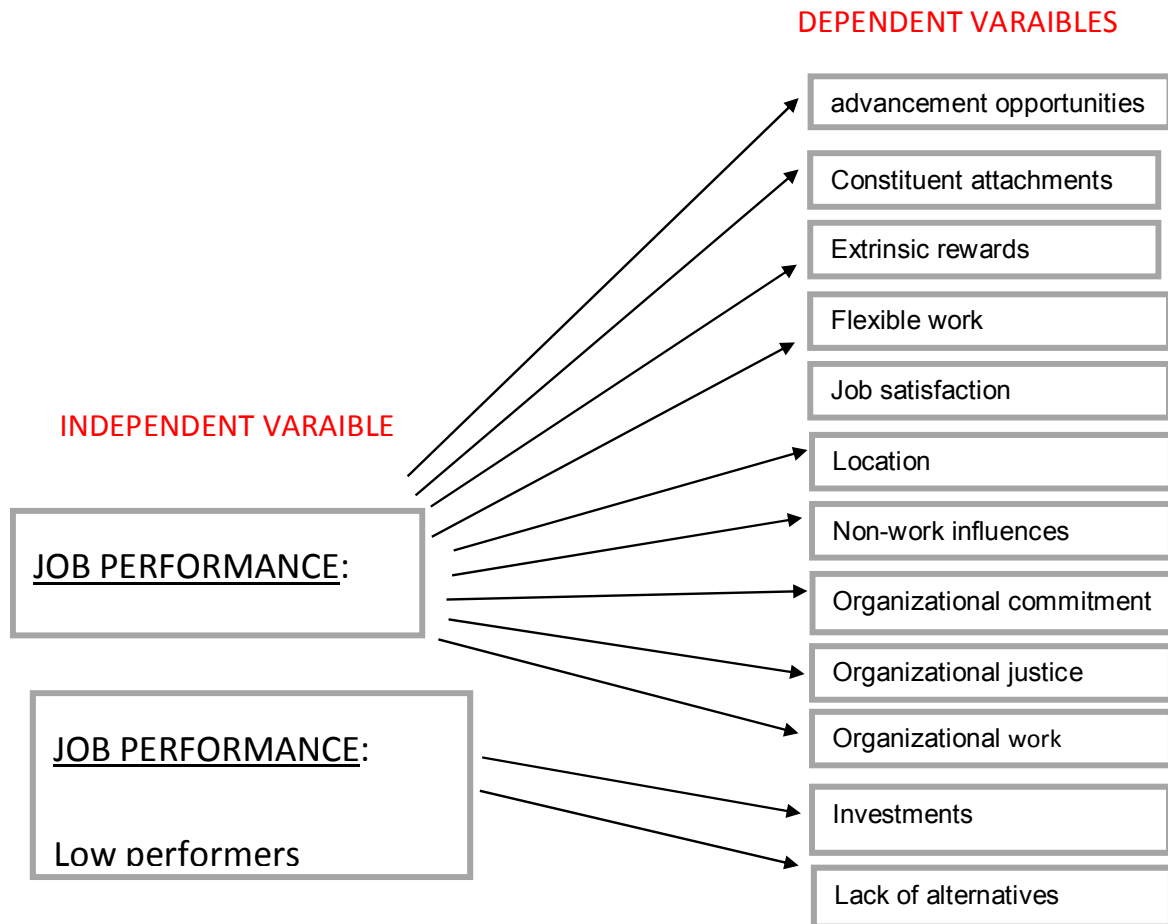 DEPENDENT VARAIBLES
advancement opportunities
Constituent attachments
Extrinsic rewards
Flexible work
Job satisfaction
INDEPENDENT VARAIBLE
Location
Non-work influences
JOB PERFORMANCE:
Organizational commitment
Organizational justice
Organizational work
JOB PERFORMANCE:
Low performers
Investments
Lack of alternatives